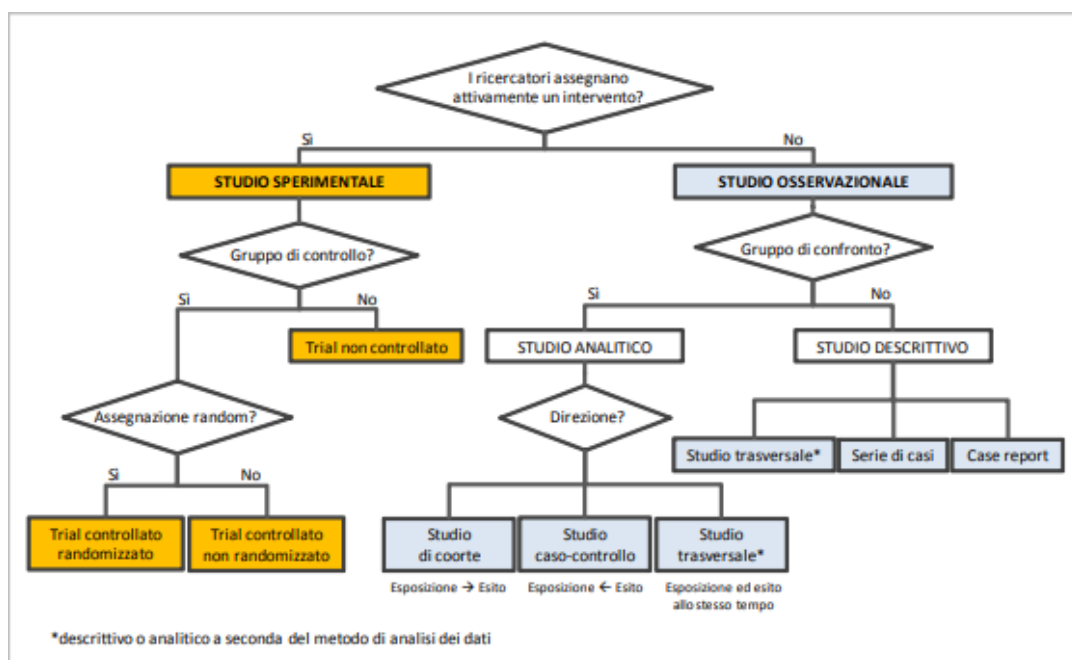 I ricercatori assegnano
attivamente un intervento?
Sì
No
STUDIO SPERIMENTALE
STUDIO OSSERVAZIONALE
Gruppo di controllo?
Gruppo di confronto?
Sì
No
Sì
No
Trial non controllato
STUDIO ANALITICO
STUDIO DESCRITTIVO
Assegnazione random?
Direzione?
Studio trasversale*
Serie di casi
Case report
Sì
No
Trial controllato
randomizzato
Trial controllato
non randomizzato
Studio
di coorte
Studio
caso-controllo
Studio
trasversale*
Esposizione → Esito
Esposizione ← Esito
Esposizione ed esito
allo stesso tempo
*descrittivo o analitico a seconda del metodo di analisi dei dati